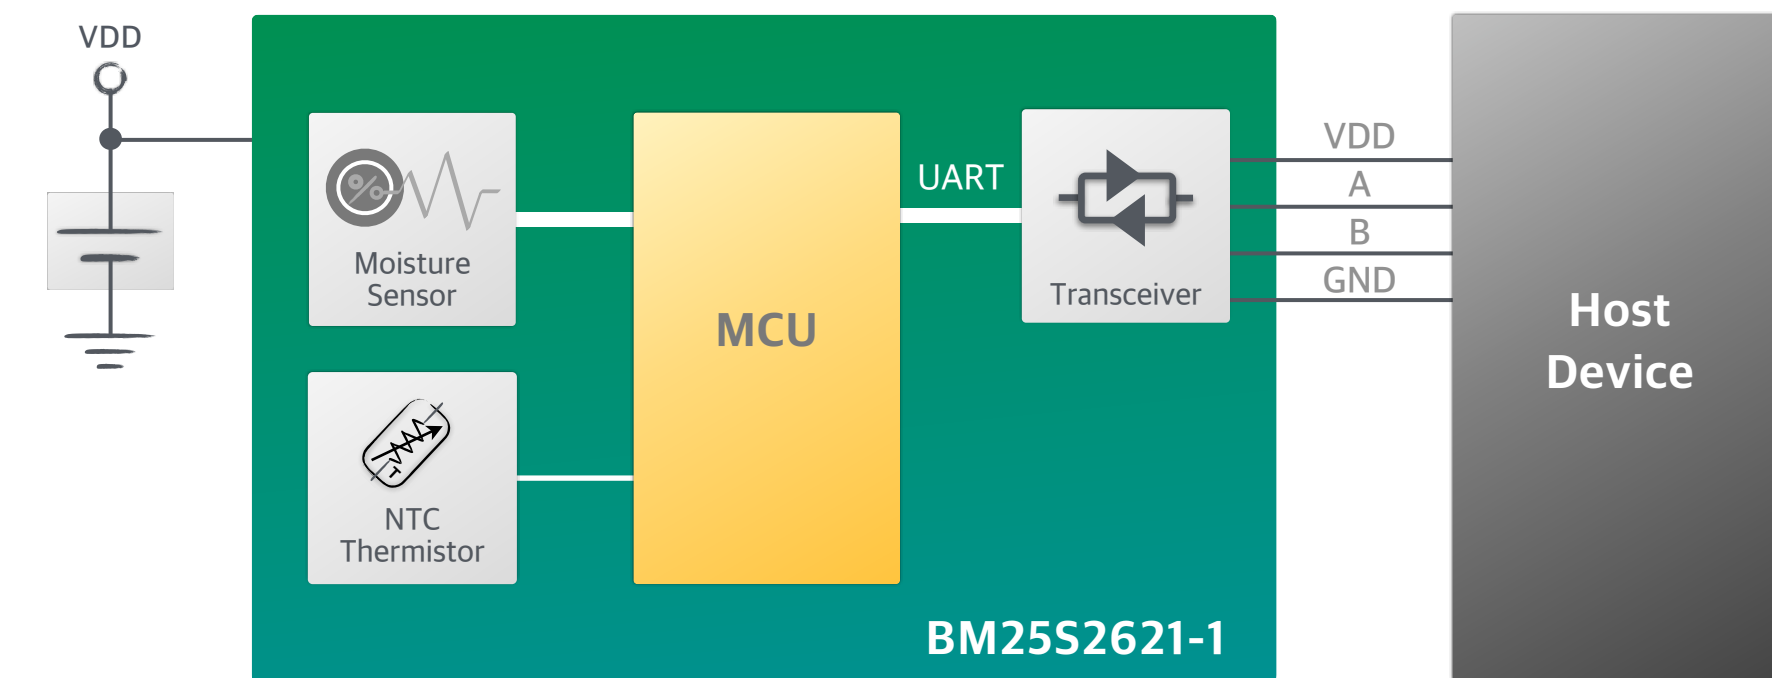 VDD
Moisture
Sensor
NTC
Thermistor
T
MCU
UART
Transceiver
BM25S2621-1
VDD
A
B
GND
Host
Device